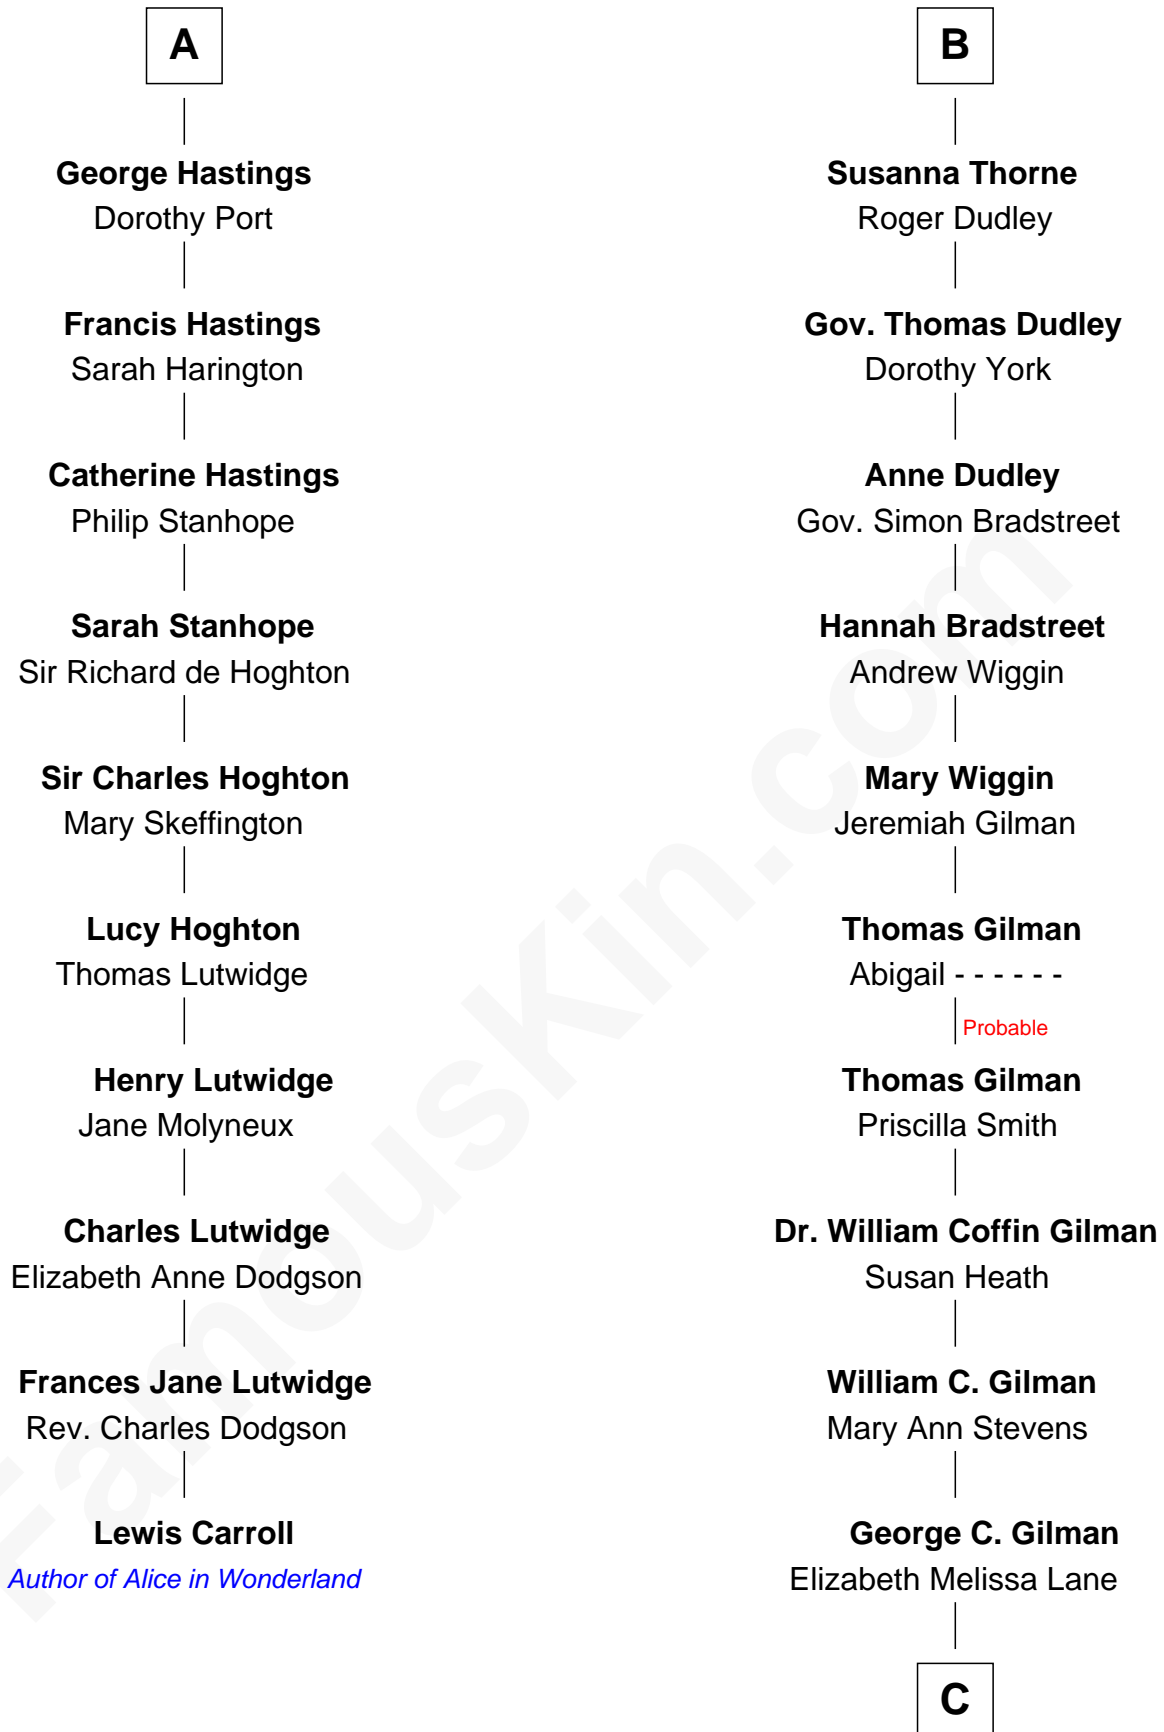 A
George Hastings
Dorothy Port
Francis Hastings
Sarah Harington
Catherine Hastings
Philip Stanhope
Sarah Stanhope
Sir Richard de Hoghton
Sir Charles Hoghton
Mary Skeffington
Lucy Hoghton
Thomas Lutwidge
Henry Lutwidge
Jane Molyneux
Charles Lutwidge
Elizabeth Anne Dodgson
Frances Jane Lutwidge
Rev. Charles Dodgson
Lewis Carroll
Author of Alice in Wonderland
B
Susanna Thorne
Roger Dudley
Gov. Thomas Dudley
Dorothy York
Anne Dudley
Gov. Simon Bradstreet
Hannah Bradstreet
Andrew Wiggin
Mary Wiggin
Jeremiah Gilman
Thomas Gilman
Abigail - - - - - -
Probable
Thomas Gilman
Priscilla Smith
Dr. William Coffin Gilman
Susan Heath
William C. Gilman
Mary Ann Stevens
George C. Gilman
Elizabeth Melissa Lane
C
FamousKin.com